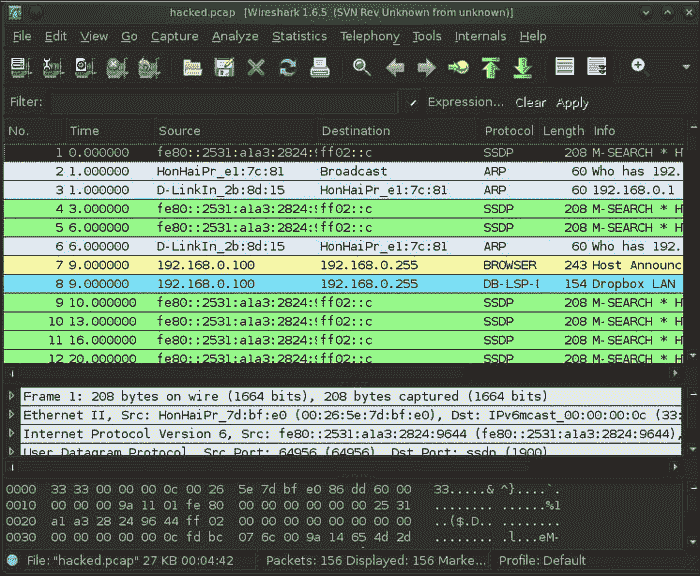 hacked.pcap [Wireshark 1.6.5 (SVN Rev Unknown from unknown)]
File Edit View Go Capture Analyze Statistics Telephony Tools Internals Help
Filter: Expression... Clear Apply
No. Time Source Destination Protocol Length Info
1 0.000000 fe80::2531:a1a3:2824:9 ff02::c SSDP 208 M-SEARCH * H
2 1.000000 HonHaiPr_e1:7c:81 Broadcast ARP 60 Who has 192.
3 1.000000 D-LinkIn_2b:8d:15 HonHaiPr_e1:7c:81 ARP 60 192.168.0.1
4 3.000000 fe80::2531:a1a3:2824:9 ff02::c SSDP 208 M-SEARCH * H
5 6.000000 fe80::2531:a1a3:2824:9 ff02::c SSDP 208 M-SEARCH * H
6 6.000000 D-LinkIn_2b:8d:15 HonHaiPr_e1:7c:81 ARP 60 Who has 192.
7 9.000000 192.168.0.100 192.168.0.255 BROWSER 243 Host Announc
8 9.000000 192.168.0.100 192.168.0.255 DB-LSP-D 154 Dropbox LAN
9 10.000000 fe80::2531:a1a3:2824:9 ff02::c SSDP 208 M-SEARCH * H
10 13.000000 fe80::2531:a1a3:2824:9 ff02::c SSDP 208 M-SEARCH * H
11 16.000000 fe80::2531:a1a3:2824:9 ff02::c SSDP 208 M-SEARCH * H
12 20.000000 fe80::2531:a1a3:2824:9 ff02::c SSDP 208 M-SEARCH * H
Frame 1: 208 bytes on wire (1664 bits), 208 bytes captured (1664 bits)
Ethernet II, Src: HonHaiPr_7d:bf:e0 (00:26:5e:7d:bf:e0), Dst: IPv6mcast_00:00:00:0c (33:
Internet Protocol Version 6, Src: fe80::2531:a1a3:2824:9644 (fe80::2531:a1a3:2824:9644),
User Datagram Protocol, Src Port: 64956 (64956), Dst Port: ssdp (1900)
0000 33 33 00 00 00 0c 00 26 5e 7d bf e0 86 dd 60 00 33.....& ^}....`.
0010 00 00 00 9a 11 01 fe 80 00 00 00 00 00 00 25 31 ........ ......%1
0020 a1 a3 28 24 96 44 ff 02 00 00 00 00 00 00 00 00 ..($.D.. ........
0030 00 00 00 00 00 0c fd bc 07 6c 00 9a 14 65 4d 2d ........ .l...eM-
File: "hacked.pcap" 27 KB 00:04:42 Packets: 156 Displayed: 156 Marke... Profile: Default